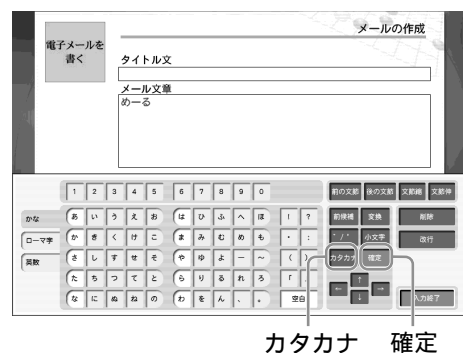 メールの作成
電子メールを
書く
タイトル文
メール文章
めーる
1 2 3 4 5 6 7 8 9 0
前の文節 後の文節 文節縮 文節伸
かな
あ い う え お は ひ ふ へ ほ ! ?
前候補 変換 削除
ローマ字
か き く け こ ま み む め も ・ :
゛/゜ 小文字 改行
英数
さ し す せ そ や ゆ よ ー ~ ( )
カタカナ 確定
た ち つ て と ら り る れ ろ 「 」
← ↑ ↓ →
な に ぬ ね の わ を ん 、 。 空白
入力終了
カタカナ 確定